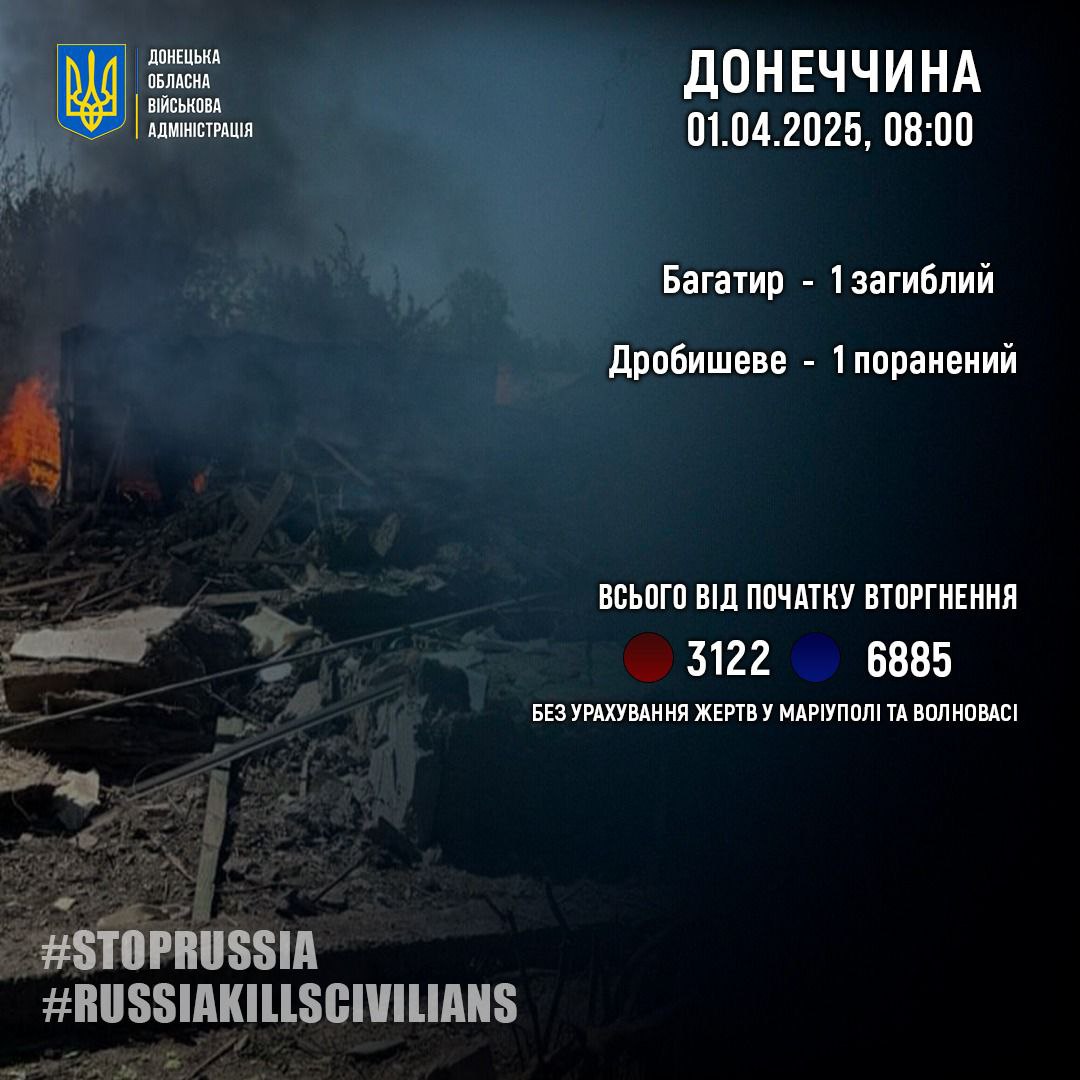 ДОНЕЦЬКА
ОБЛАСНА
ВІЙСЬКОВА
АДМІНІСТРАЦІЯ
ДОНЕЧЧИНА
01.04.2025, 08:00
Багатир - 1 загиблий
Дробишеве - 1 поранений
ВСЬОГО ВІД ПОЧАТКУ ВТОРГНЕННЯ
3122 6885
БЕЗ УРАХУВАННЯ ЖЕРТВ У МАРІУПОЛІ ТА ВОЛНОВАСІ
#STOPRUSSIA
#RUSSIAKILLSCIVILIANS